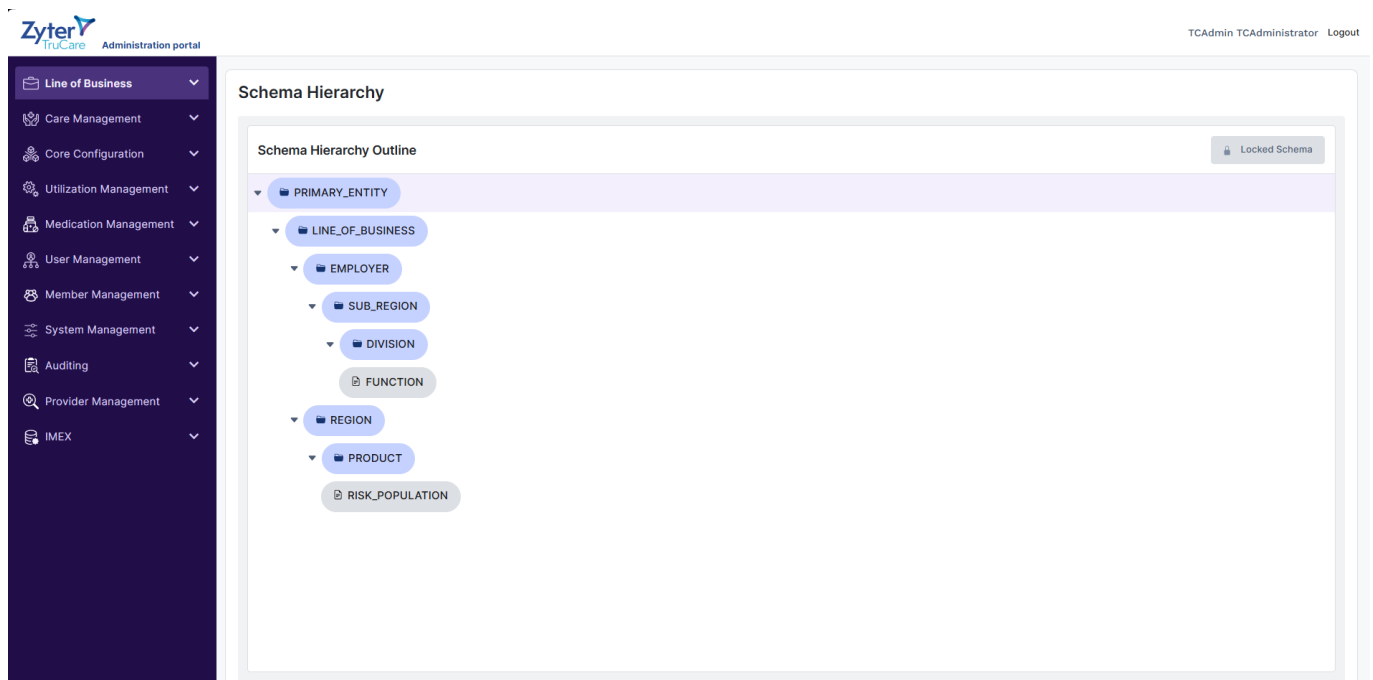 Zyter
TruCare
Administration portal
TCAdmin TCAdministrator Logout
Line of Business
Care Management
Core Configuration
Utilization Management
Medication Management
User Management
Member Management
System Management
Auditing
Provider Management
IMEX
Schema Hierarchy
Schema Hierarchy Outline
Locked Schema
PRIMARY_ENTITY
LINE_OF_BUSINESS
EMPLOYER
SUB_REGION
DIVISION
FUNCTION
REGION
PRODUCT
RISK_POPULATION